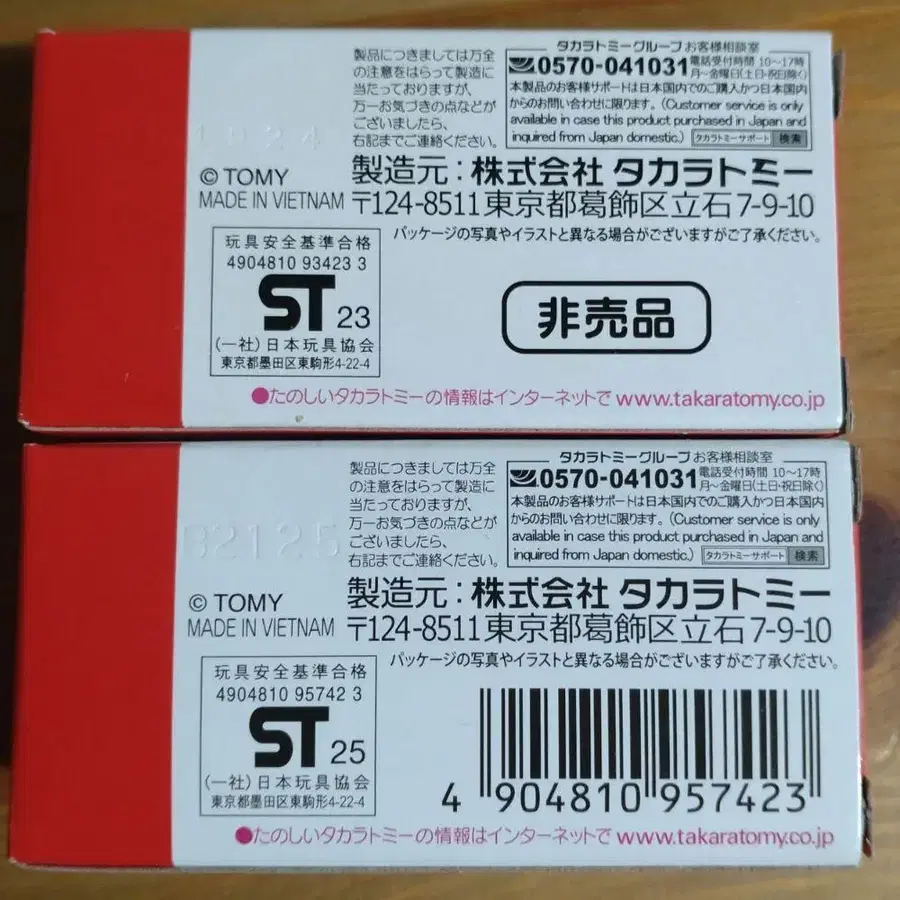 製品につきましては万全
の注意をはらって製造に
当たっておりますが、
万一お気づきの点などが
ございましたら、
右記までご連絡ください。
タカラトミーグループ お客様相談室
0570-041031 電話受付時間 10～17時
月～金曜日(土日・祝日除く)
本製品のお客様サポートは日本国内でのご購入かつ日本国内
からのお問い合わせに限ります。(Customer service is only
available in case this product purchased in Japan and
inquired from Japan domestic.) タカラトミーサポート 検索
© TOMY
MADE IN VIETNAM
製造元：株式会社 タカラトミー
〒124-8511 東京都葛飾区立石7-9-10
パッケージの写真やイラストと異なる場合がございますがご了承ください。
玩具安全基準合格
4904810 93423 3
ST 23
(一社)日本玩具協会
東京都墨田区東駒形4-22-4
非売品
●たのしいタカラトミーの情報はインターネットで www.takaratomy.co.jp
製品につきましては万全
の注意をはらって製造に
当たっておりますが、
万一お気づきの点などが
ございましたら、
右記までご連絡ください。
タカラトミーグループ お客様相談室
0570-041031 電話受付時間 10～17時
月～金曜日(土日・祝日除く)
本製品のお客様サポートは日本国内でのご購入かつ日本国内
からのお問い合わせに限ります。(Customer service is only
available in case this product purchased in Japan and
inquired from Japan domestic.) タカラトミーサポート 検索
© TOMY
MADE IN VIETNAM
製造元：株式会社 タカラトミー
〒124-8511 東京都葛飾区立石7-9-10
パッケージの写真やイラストと異なる場合がございますがご了承ください。
玩具安全基準合格
4904810 95742 3
ST 25
(一社)日本玩具協会
東京都墨田区東駒形4-22-4
4 904810 957423
●たのしいタカラトミーの情報はインターネットで www.takaratomy.co.jp